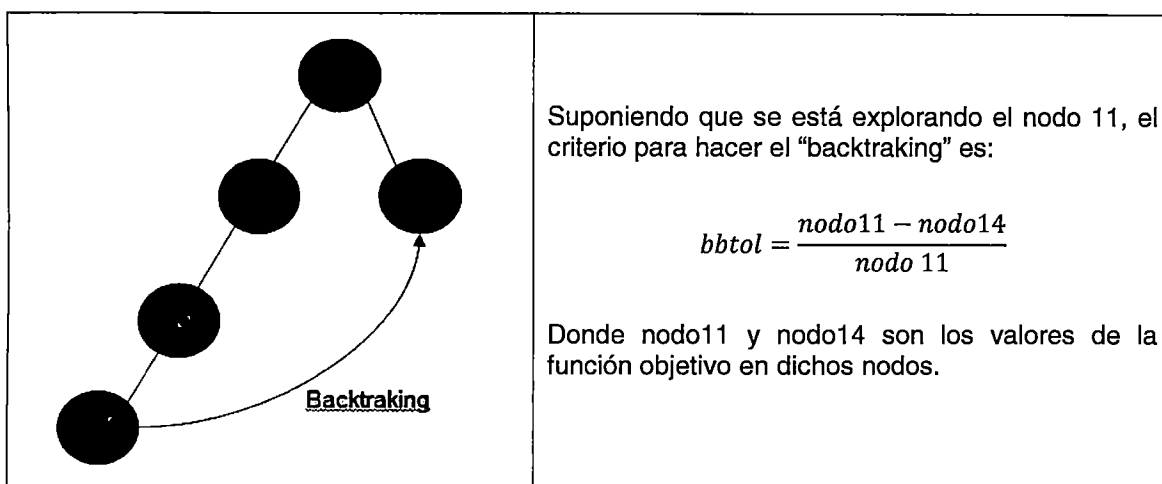 Suponiendo que se está explorando el nodo 11, el
criterio para hacer el “backtraking” es:
bbtol = nodo11 − nodo14 / nodo 11
Donde nodo11 y nodo14 son los valores de la
función objetivo en dichos nodos.
Backtraking